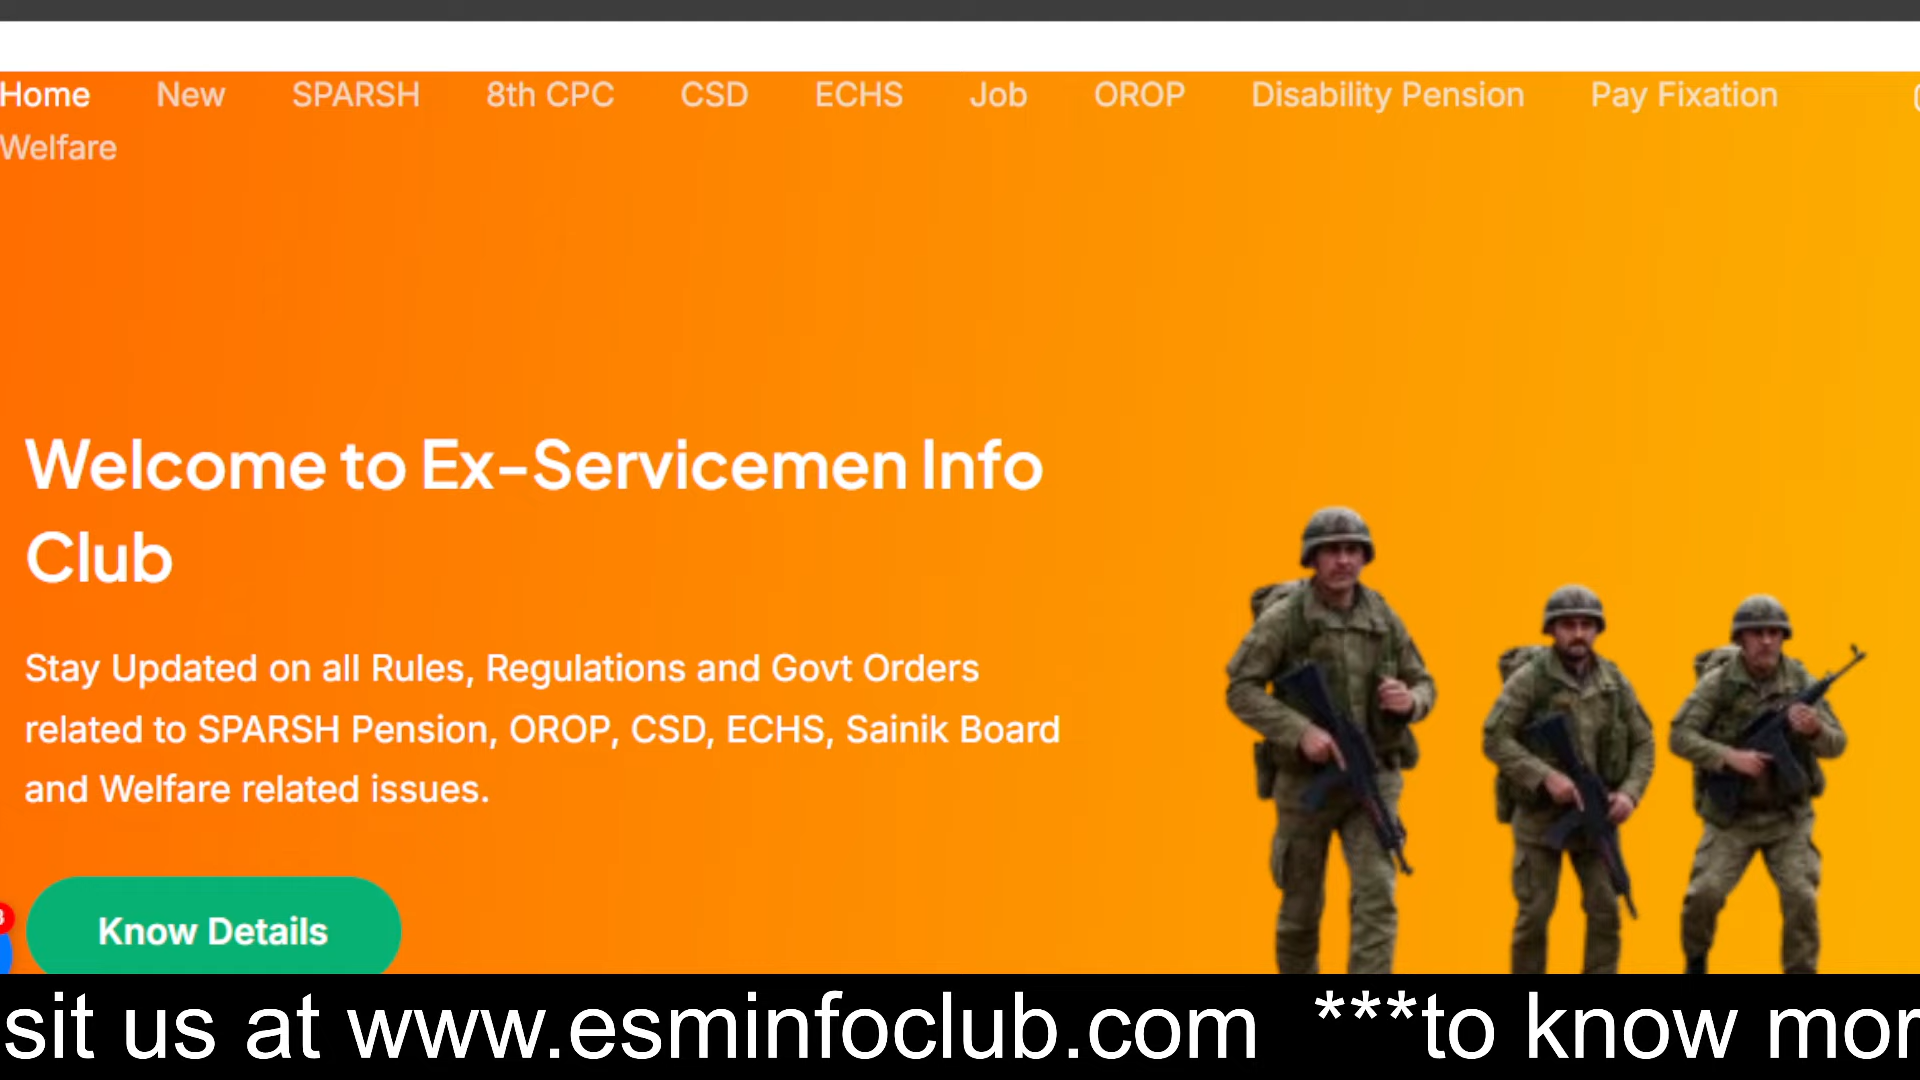 Home New SPARSH 8th CPC CSD ECHS Job OROP Disability Pension Pay Fixation
Welfare
Welcome to Ex-Servicemen Info
Club
Stay Updated on all Rules, Regulations and Govt Orders
related to SPARSH Pension, OROP, CSD, ECHS, Sainik Board
and Welfare related issues.
Know Details
sit us at www.esminfoclub.com ***to know mor